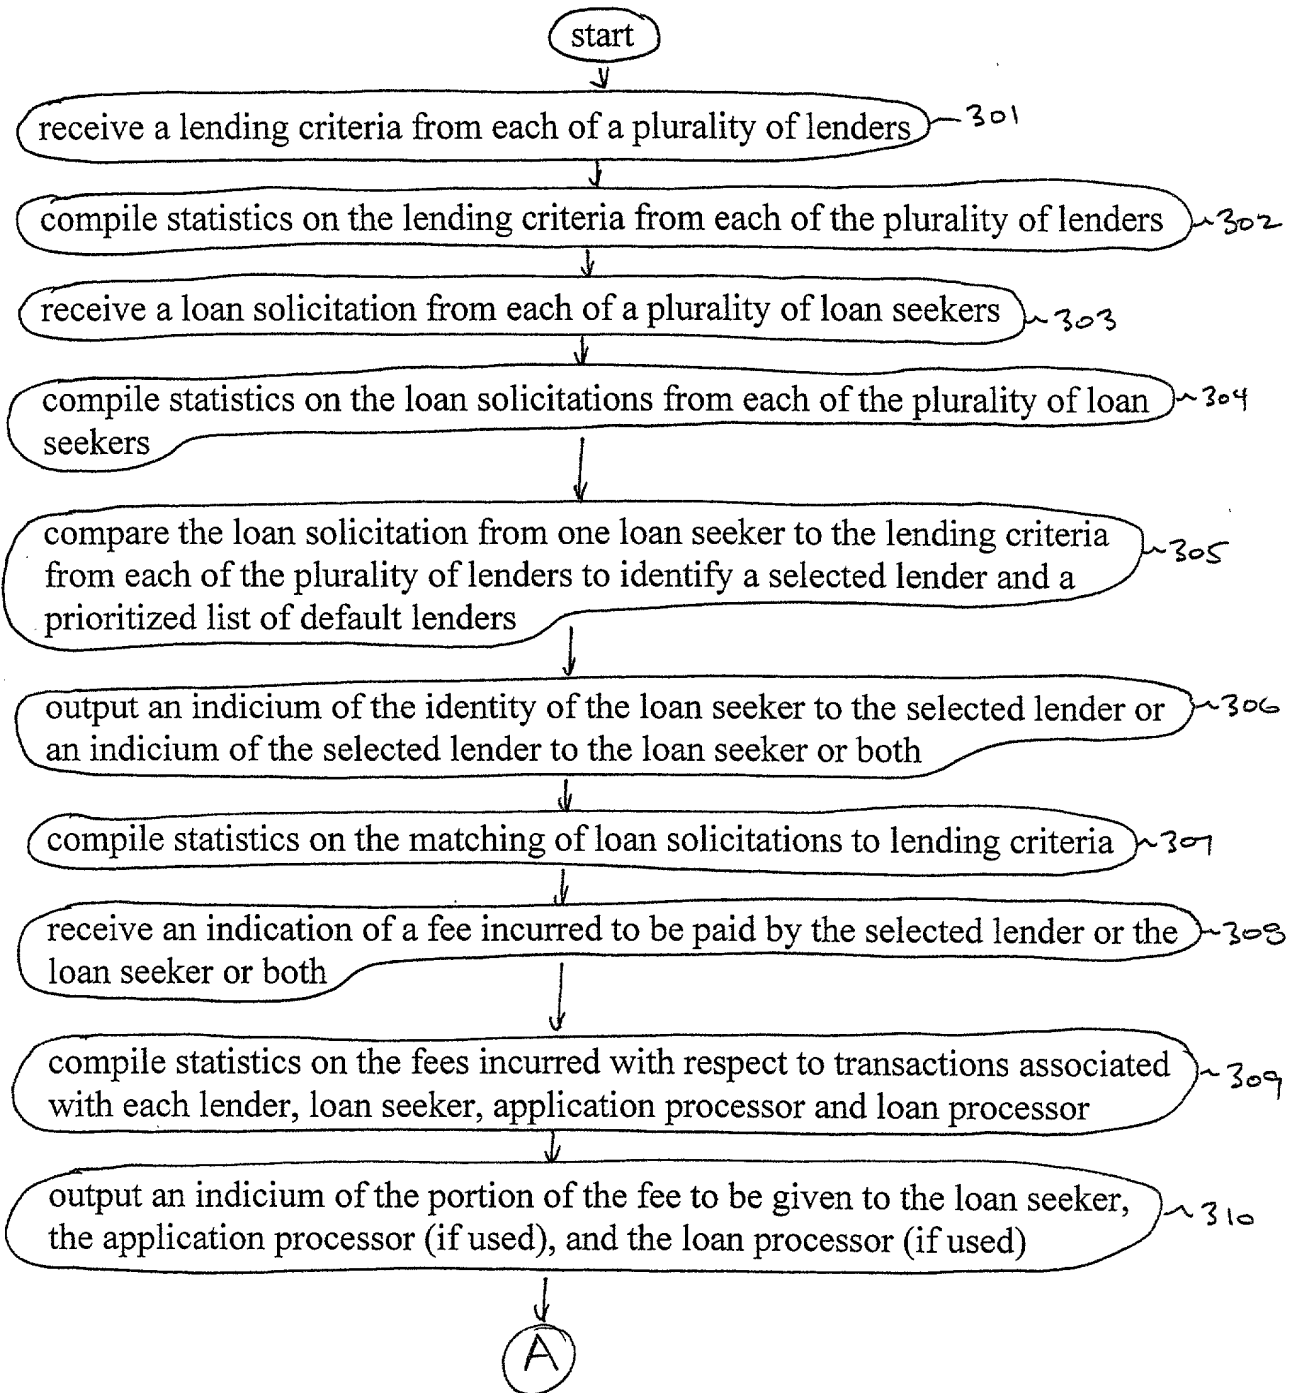 start
receive a lending criteria from each of a plurality of lenders 301
compile statistics on the lending criteria from each of the plurality of lenders 302
receive a loan solicitation from each of a plurality of loan seekers 303
compile statistics on the loan solicitations from each of the plurality of loan 304
seekers
compare the loan solicitation from one loan seeker to the lending criteria 305
from each of the plurality of lenders to identify a selected lender and a
prioritized list of default lenders
output an indicium of the identity of the loan seeker to the selected lender or 306
an indicium of the selected lender to the loan seeker or both
compile statistics on the matching of loan solicitations to lending criteria 307
receive an indication of a fee incurred to be paid by the selected lender or the 308
loan seeker or both
compile statistics on the fees incurred with respect to transactions associated 309
with each lender, loan seeker, application processor and loan processor
output an indicium of the portion of the fee to be given to the loan seeker, 310
the application processor (if used), and the loan processor (if used)
A